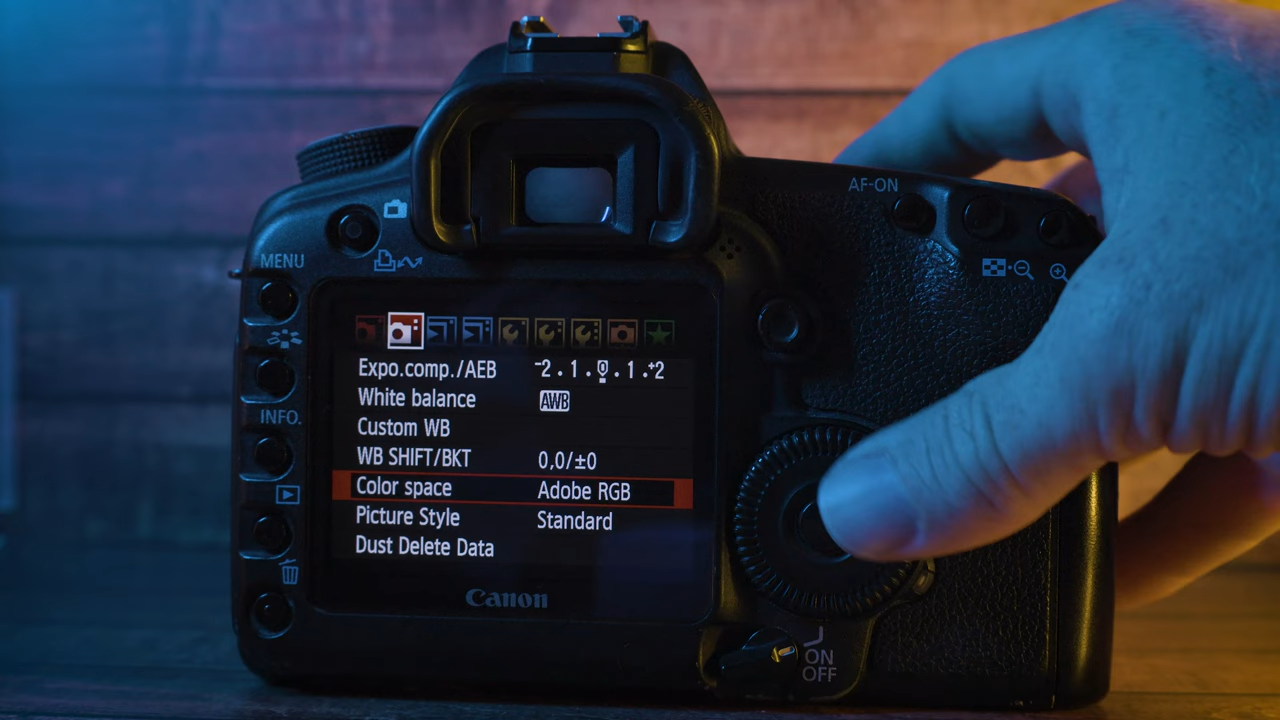 AF-ON
MENU
INFO.
Expo.comp./AEB -2.1.0.1.+2
White balance AWB
Custom WB
WB SHIFT/BKT 0,0/±0
Color space Adobe RGB
Picture Style Standard
Dust Delete Data
Canon
ON
OFF